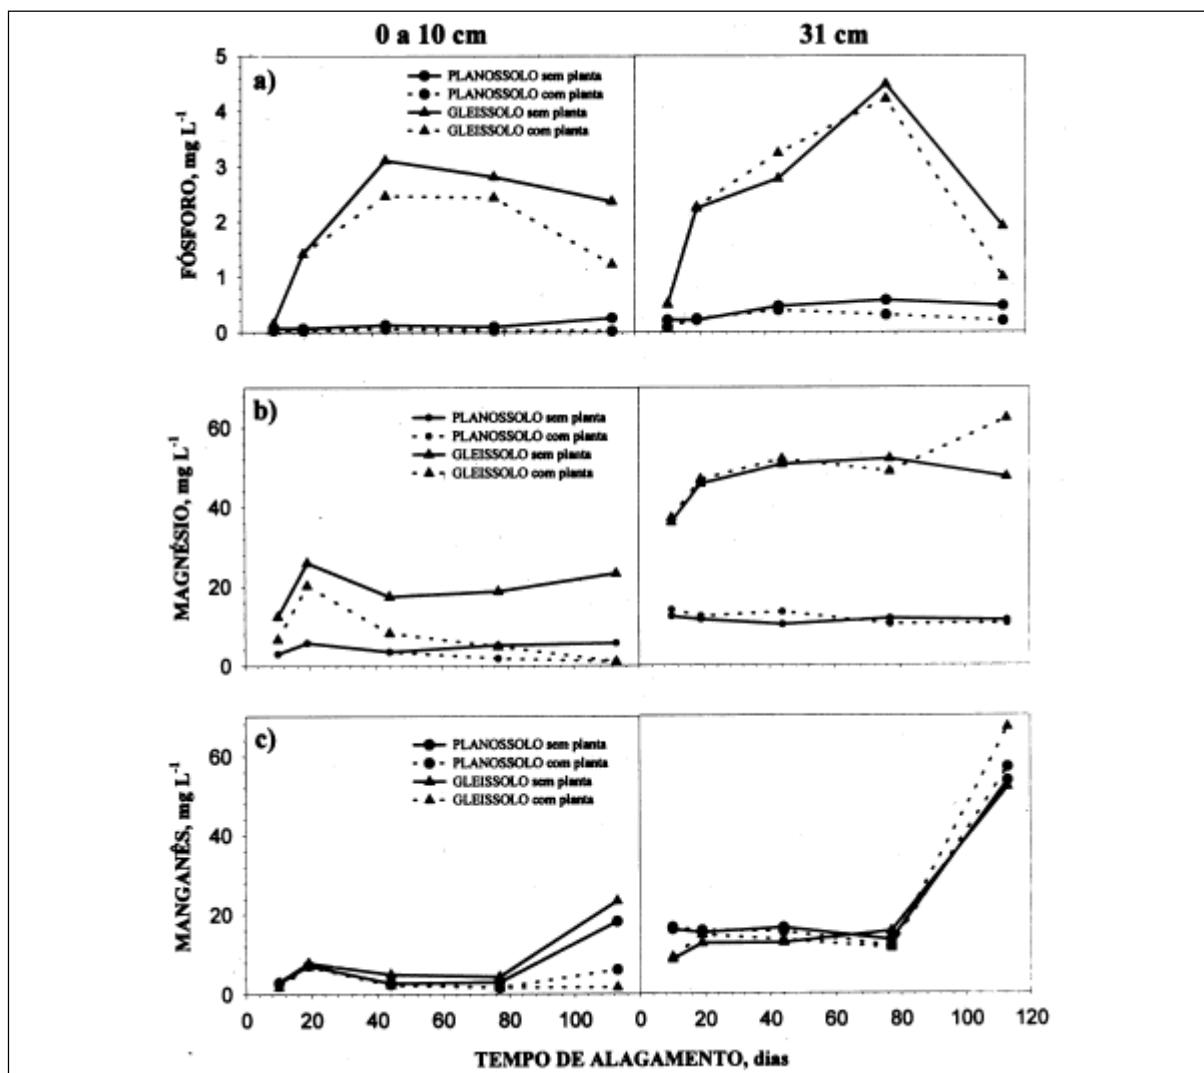 0 a 10 cm
31 cm
a)
PLANOSSOLO sem planta
PLANOSSOLO com planta
GLEISSOLO sem planta
GLEISSOLO com planta
FÓSFORO, mg L-1
5
4
3
2
1
0
b)
PLANOSSOLO sem planta
PLANOSSOLO com planta
GLEISSOLO sem planta
GLEISSOLO com planta
MAGNÉSIO, mg L-1
60
40
20
0
c)
PLANOSSOLO sem planta
PLANOSSOLO com planta
GLEISSOLO sem planta
GLEISSOLO com planta
MANGANÊS, mg L-1
60
40
20
0
0 20 40 60 80 100 0 20 40 60 80 100 120
TEMPO DE ALAGAMENTO, dias